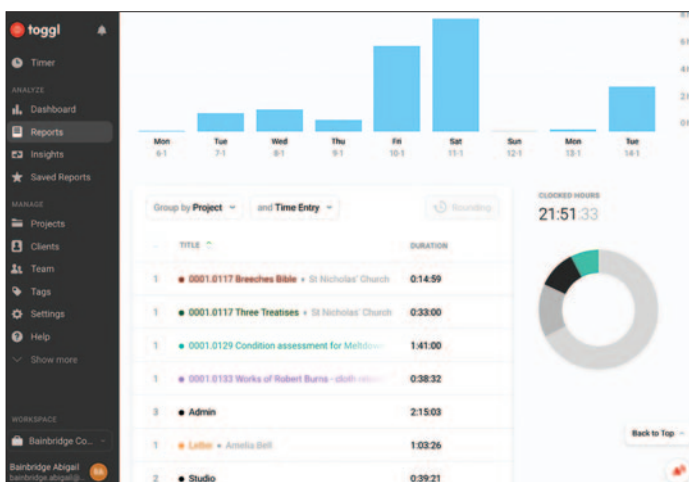 toggl
Timer
ANALYZE
Dashboard
Reports
Insights
Saved Reports
MANAGE
Projects
Clients
Team
Tags
Settings
Help
Show more
WORKSPACE
Bainbridge Co...
Bainbridge Abigail
bainbridge.abigail@...
BA
Mon Tue Wed Thu Fri Sat Sun Mon Tue
6-1 7-1 8-1 9-1 10-1 11-1 12-1 13-1 14-1
Group by Project and Time Entry Rounding
TITLE DURATION
1 0001.0117 Breeches Bible • St Nicholas' Church 0:14:59
1 0001.0117 Three Treatises • St Nicholas' Church 0:33:00
1 0001.0129 Condition assessment for Meltdown 1:41:00
1 0001.0133 Works of Robert Burns - cloth 0:38:32
3 Admin 2:15:03
1 Letter • Amelia Bell 1:03:26
2 Studio 0:39:21
CLOCKED HOURS
21:51:33
Back to Top